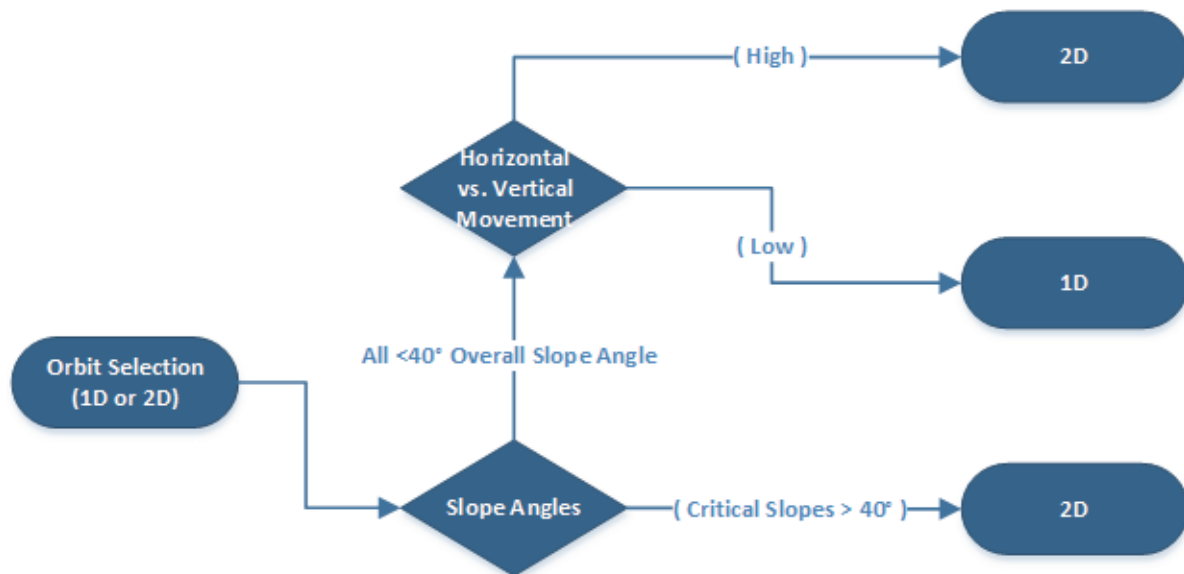 ( High )
2D
Horizontal
vs. Vertical
Movement
( Low )
1D
All <40° Overall Slope Angle
Orbit Selection
(1D or 2D)
Slope Angles
( Critical Slopes > 40° )
2D